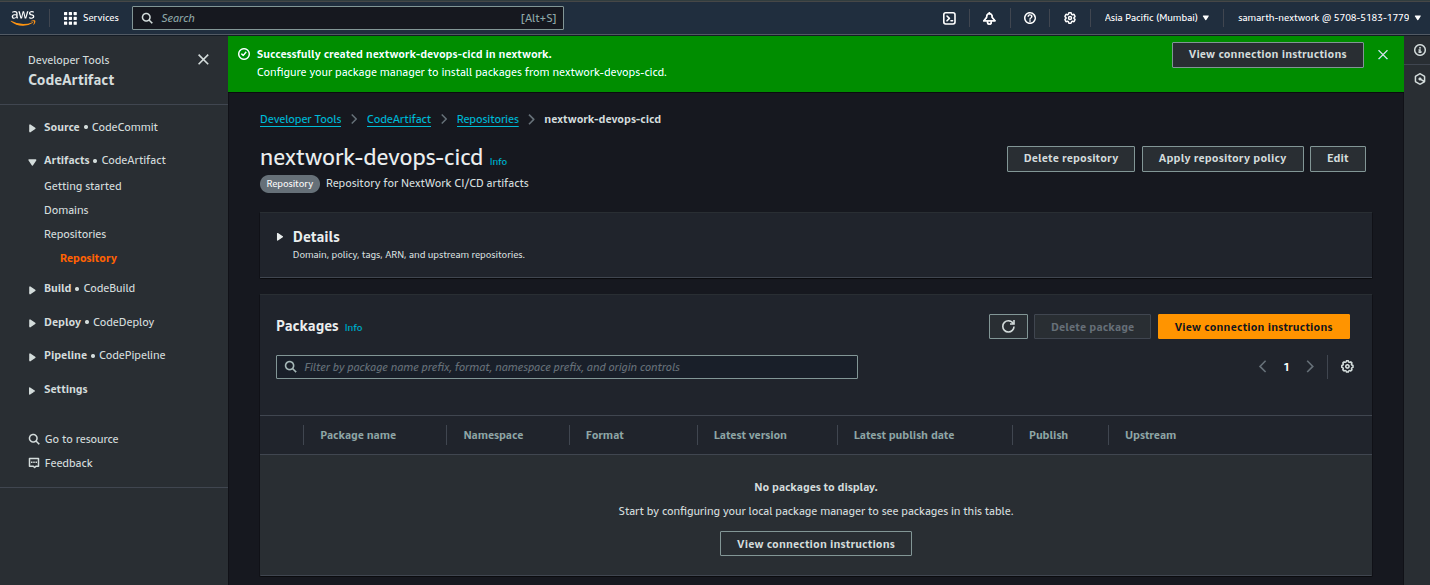 aws
Services
Search
[Alt+S]
Asia Pacific (Mumbai)
samarth-nextwork @ 5708-5183-1779
Developer Tools
CodeArtifact
Source • CodeCommit
Artifacts • CodeArtifact
Getting started
Domains
Repositories
Repository
Build • CodeBuild
Deploy • CodeDeploy
Pipeline • CodePipeline
Settings
Go to resource
Feedback
Successfully created nextwork-devops-cicd in nextwork.
Configure your package manager to install packages from nextwork-devops-cicd.
View connection instructions
Developer Tools > CodeArtifact > Repositories > nextwork-devops-cicd
nextwork-devops-cicd Info
Delete repository
Apply repository policy
Edit
Repository Repository for NextWork CI/CD artifacts
Details
Domain, policy, tags, ARN, and upstream repositories.
Packages Info
Delete package
View connection instructions
Filter by package name prefix, format, namespace prefix, and origin controls
1
Package name Namespace Format Latest version Latest publish date Publish Upstream
No packages to display.
Start by configuring your local package manager to see packages in this table.
View connection instructions